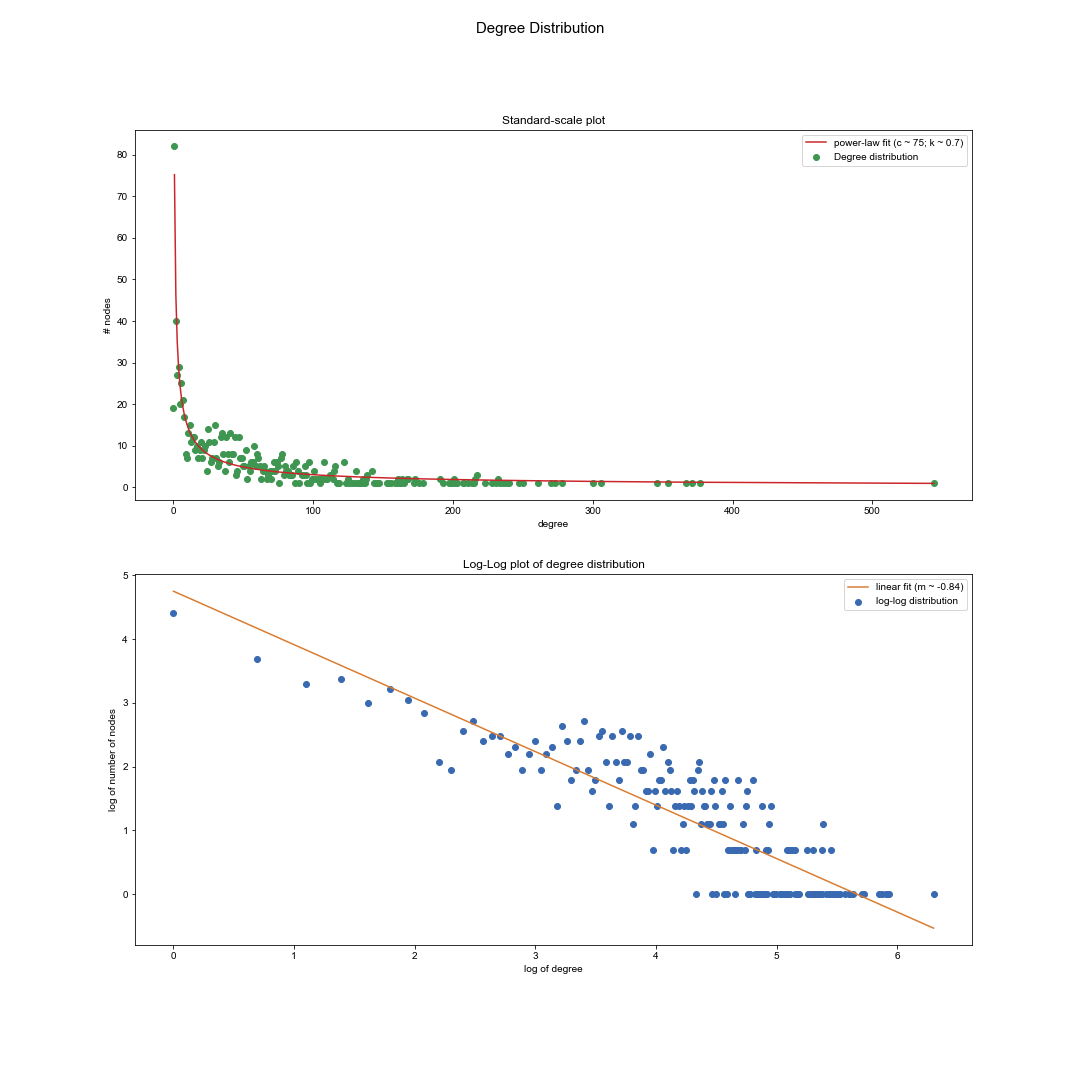 Degree Distribution
Standard-scale plot
power-law fit (c ~ 75; k ~ 0.7)
Degree distribution
# nodes
80
70
60
50
40
30
20
10
0
0 100 200 300 400 500
degree
Log-Log plot of degree distribution
linear fit (m ~ -0.84)
log-log distribution
log of number of nodes
5
4
3
2
1
0
0 1 2 3 4 5 6
log of degree